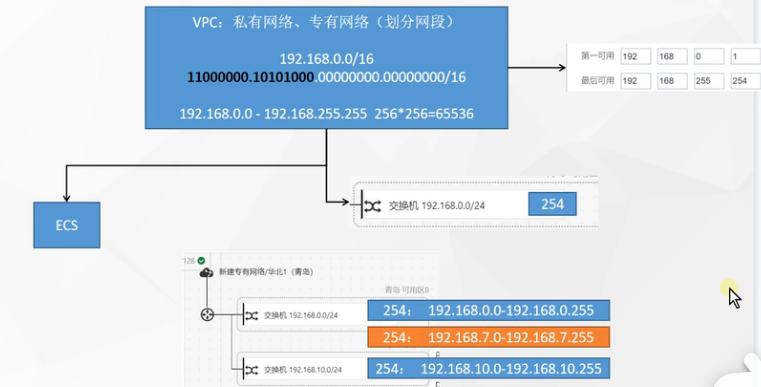 VPC：私有网络、专有网络（划分网段）
192.168.0.0/16
11000000.10101000.00000000.00000000/16
192.168.0.0 - 192.168.255.255 256*256=65536
第一可用 192 168 0 1
最后可用 192 168 255 254
ECS
交换机 192.168.0.0/24 254
128
新建专有网络/华北1（青岛）
青岛 可用区B
交换机 192.168.0.0/24 254： 192.168.0.0-192.168.0.255
254： 192.168.7.0-192.168.7.255
交换机 192.168.10.0/24 254： 192.168.10.0-192.168.10.255